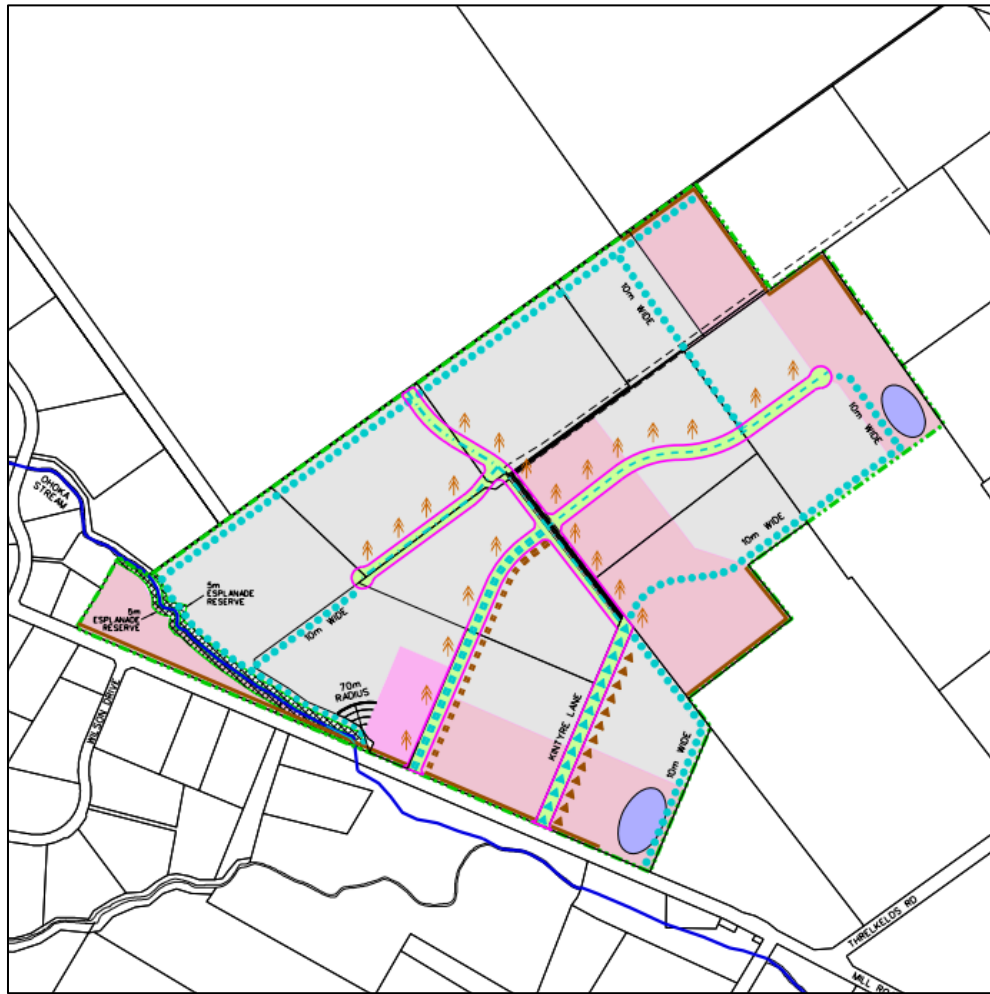 10m WIDE
10m WIDE
OHOKA
STREAM
10m WIDE
5m
ESPLANADE
RESERVE
5m
ESPLANADE
RESERVE
10m WIDE
70m
RADIUS
WILSON DRIVE
KINTYRE LANE
10m WIDE
THRELKELDS RD
MILL RO